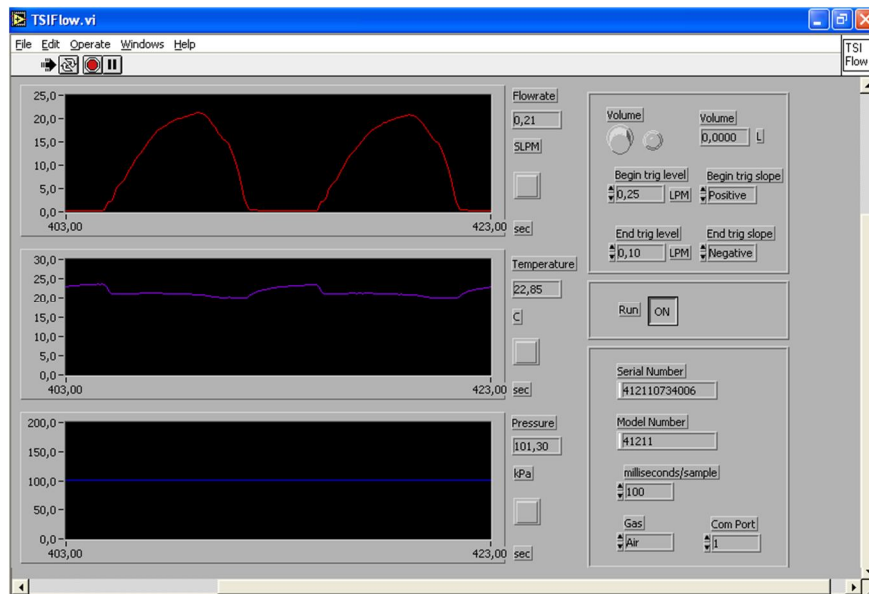 TSIFlow.vi
File Edit Operate Windows Help
TSI
Flow
25,0
20,0
15,0
10,0
5,0
0,0
403,00
423,00
Flowrate
0,21
SLPM
sec
30,0
25,0
20,0
15,0
10,0
5,0
0,0
403,00
423,00
Temperature
22,85
C
sec
200,0
150,0
100,0
50,0
0,0
403,00
423,00
Pressure
101,30
kPa
sec
Volume
Volume
0,0000 L
Begin trig level
Begin trig slope
0,25 LPM
Positive
End trig level
End trig slope
0,10 LPM
Negative
Run ON
Serial Number
412110734006
Model Number
41211
milliseconds/sample
100
Gas
Com Port
Air
1